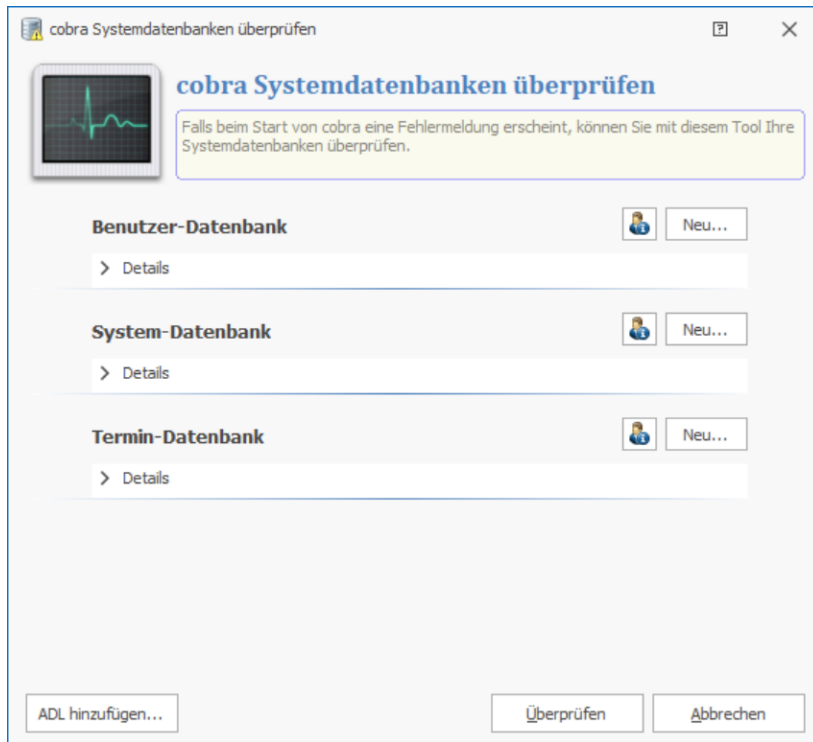 cobra Systemdatenbanken überprüfen
cobra Systemdatenbanken überprüfen
Falls beim Start von cobra eine Fehlermeldung erscheint, können Sie mit diesem Tool Ihre
Systemdatenbanken überprüfen.
Benutzer-Datenbank
Neu...
Details
System-Datenbank
Neu...
Details
Termin-Datenbank
Neu...
Details
ADL hinzufügen...
Überprüfen
Abbrechen